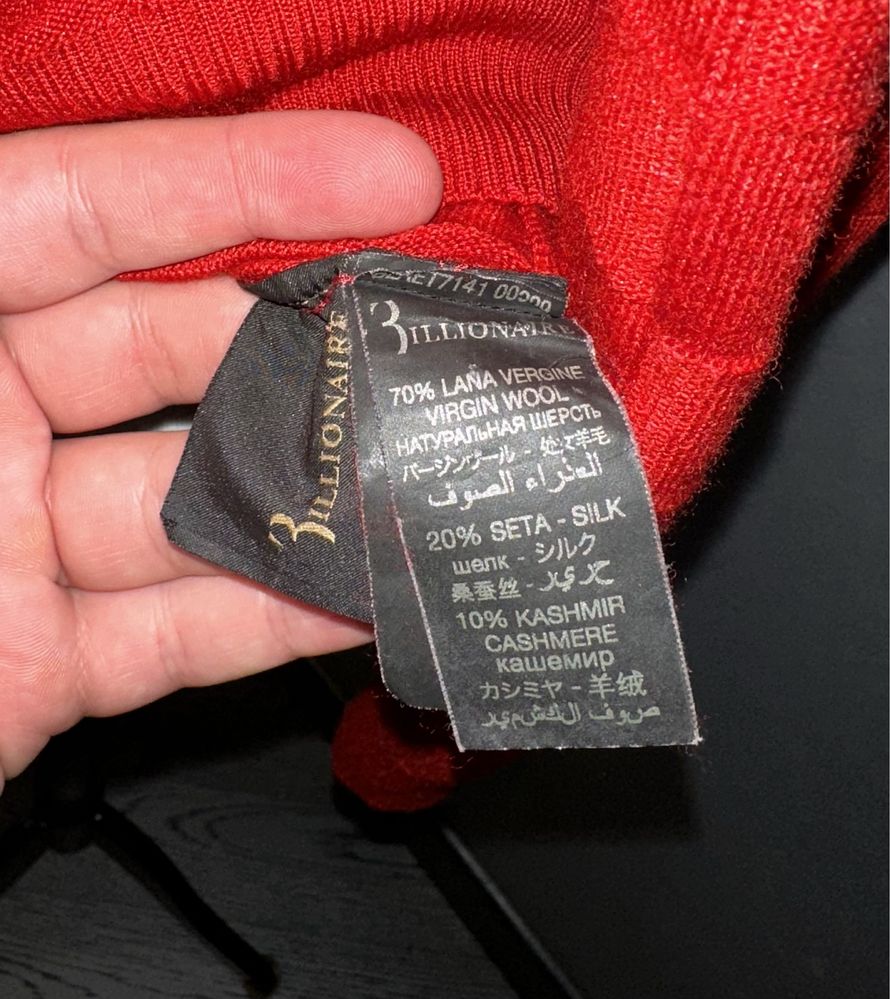 ET7141 00
BILLIONAIRE
70% LANA VERGINE
VIRGIN WOOL
НАТУРАЛЬНАЯ ШЕРСТЬ
バージンウール - 处女羊毛
العذراء الصوف
20% SETA - SILK
шелк - シルク
桑蚕丝 - حرير
10% KASHMIR
CASHMERE
кашемир
カシミヤ - 羊绒
صوف الكشمير
BILLIONAIRE